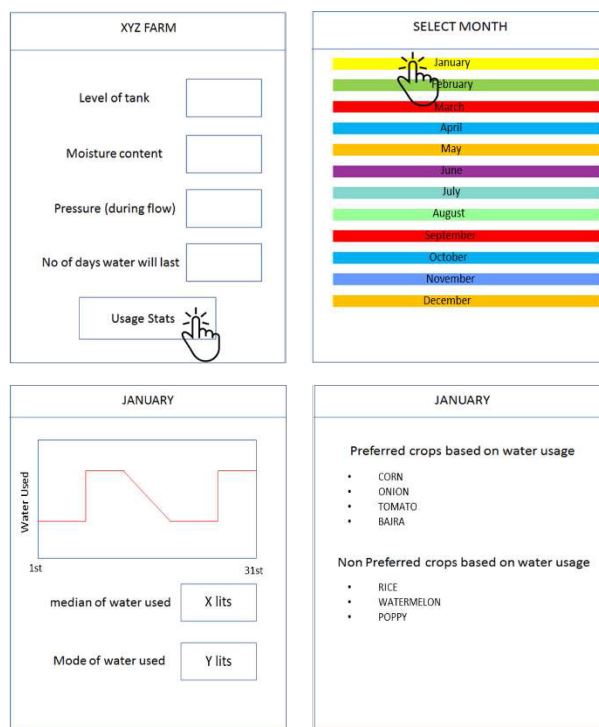 XYZ FARM
Level of tank
Moisture content
Pressure (during flow)
No of days water will last
Usage Stats
SELECT MONTH
January
February
March
April
May
June
July
August
September
October
November
December
JANUARY
Water Used
1st 31st
median of water used X lits
Mode of water used Y lits
JANUARY
Preferred crops based on water usage
• CORN
• ONION
• TOMATO
• BAJRA
Non Preferred crops based on water usage
• RICE
• WATERMELON
• POPPY